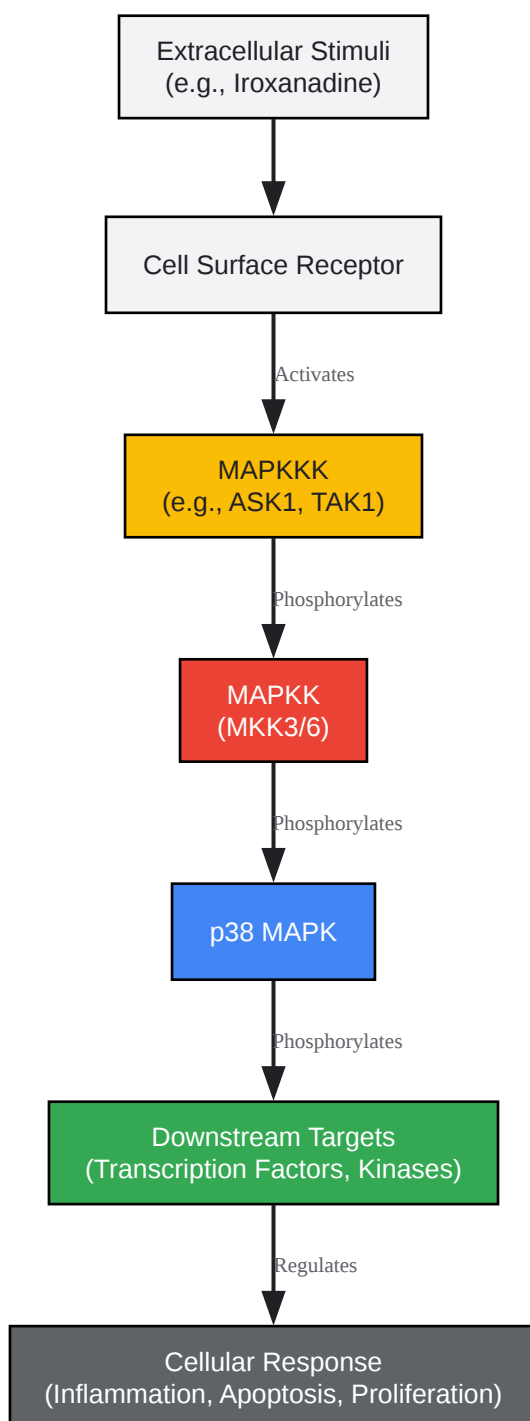 Extracellular Stimuli
(e.g., Iroxanadine)
Cell Surface Receptor
Activates
MAPKKK
(e.g., ASK1, TAK1)
Phosphorylates
MAPKK
(MKK3/6)
Phosphorylates
p38 MAPK
Phosphorylates
Downstream Targets
(Transcription Factors, Kinases)
Regulates
Cellular Response
(Inflammation, Apoptosis, Proliferation)